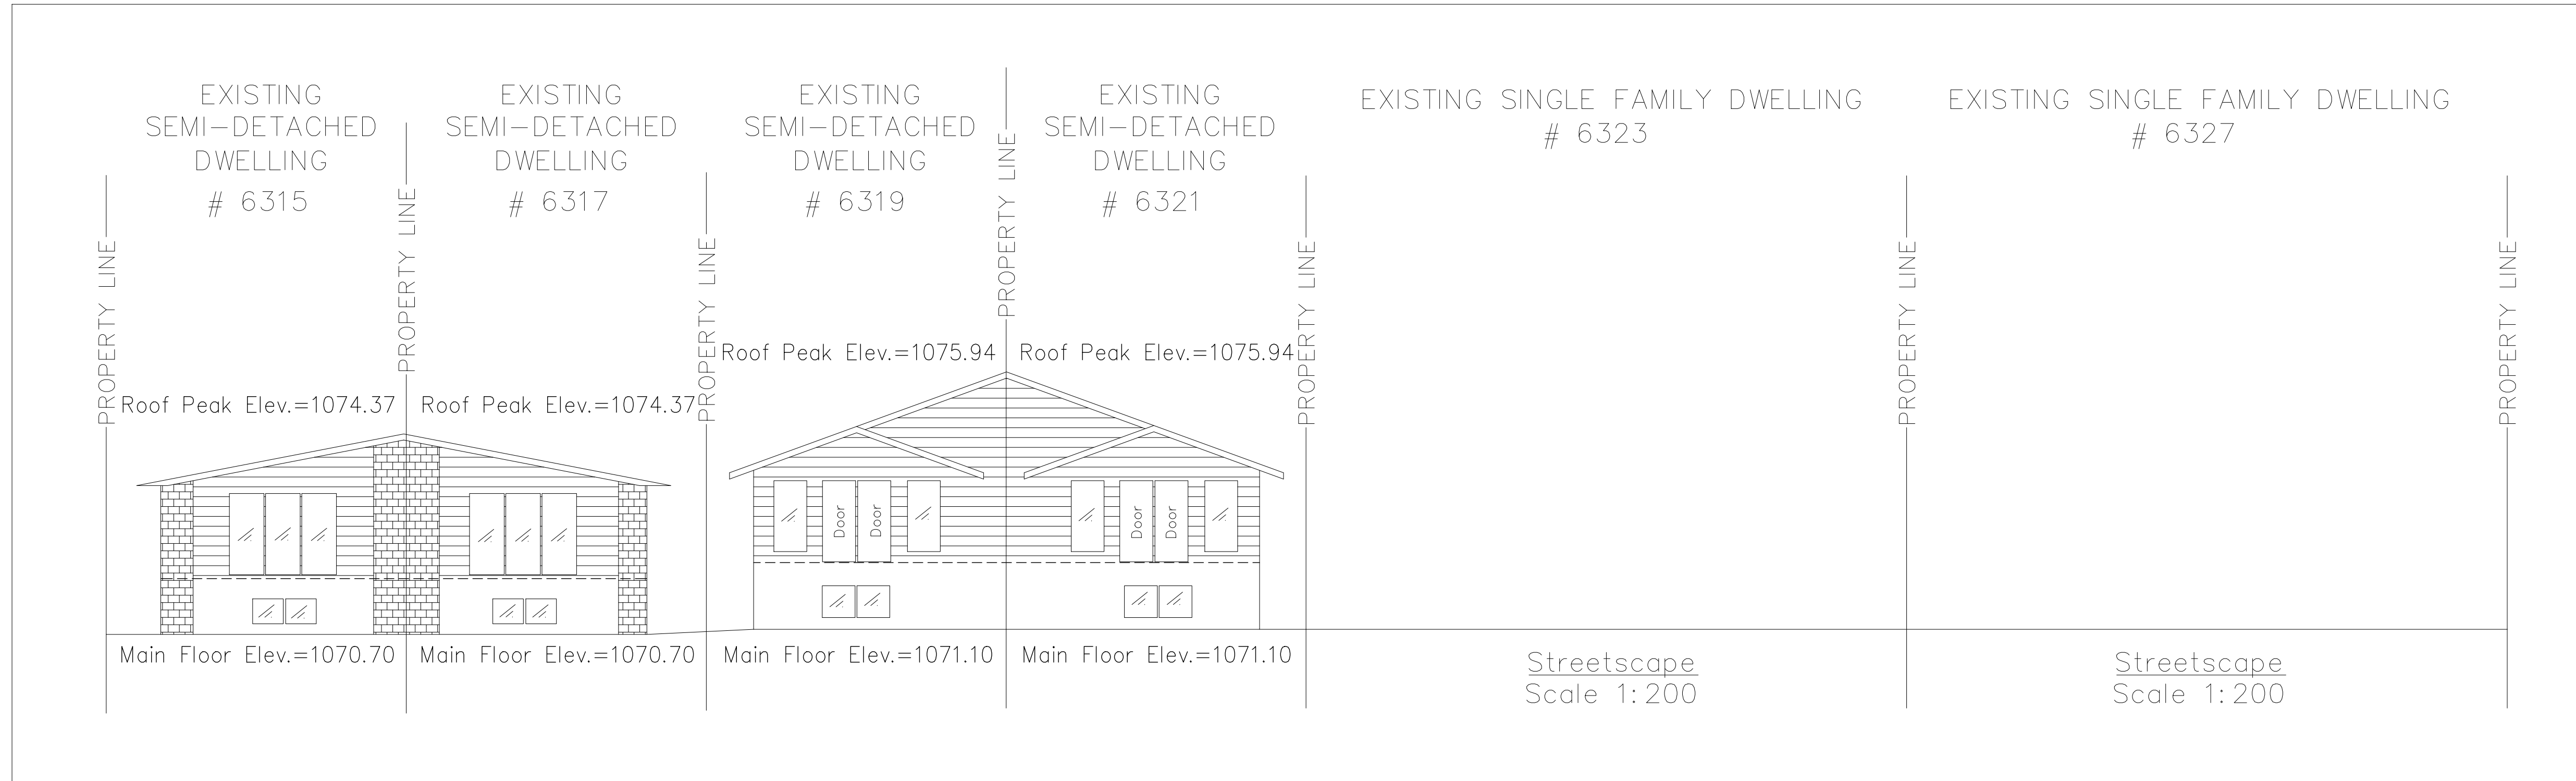 EXISTING
SEMI-DETACHED
DWELLING
# 6315
EXISTING
SEMI-DETACHED
DWELLING
# 6317
EXISTING
SEMI-DETACHED
DWELLING
# 6319
EXISTING
SEMI-DETACHED
DWELLING
# 6321
EXISTING SINGLE FAMILY DWELLING
# 6323
EXISTING SINGLE FAMILY DWELLING
# 6327
PROPERTY LINE
PROPERTY LINE
PROPERTY LINE
PROPERTY LINE
PROPERTY LINE
PROPERTY LINE
PROPERTY LINE
Roof Peak Elev.=1074.37
Roof Peak Elev.=1074.37
Roof Peak Elev.=1075.94
Roof Peak Elev.=1075.94
Door
Door
Door
Door
Main Floor Elev.=1070.70
Main Floor Elev.=1070.70
Main Floor Elev.=1071.10
Main Floor Elev.=1071.10
Streetscape
Scale 1:200
Streetscape
Scale 1:200